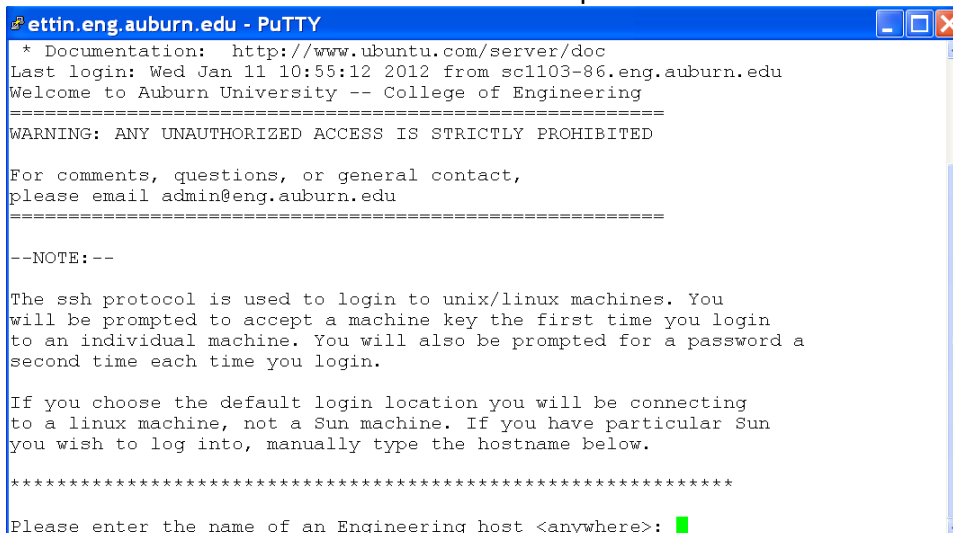 ettin.eng.auburn.edu - PuTTY
* Documentation: http://www.ubuntu.com/server/doc
Last login: Wed Jan 11 10:55:12 2012 from sc1103-86.eng.auburn.edu
Welcome to Auburn University -- College of Engineering
========================================================
WARNING: ANY UNAUTHORIZED ACCESS IS STRICTLY PROHIBITED
For comments, questions, or general contact,
please email admin@eng.auburn.edu
========================================================
--NOTE:--
The ssh protocol is used to login to unix/linux machines. You
will be prompted to accept a machine key the first time you login
to an individual machine. You will also be prompted for a password a
second time each time you login.
If you choose the default login location you will be connecting
to a linux machine, not a Sun machine. If you have particular Sun
you wish to log into, manually type the hostname below.
**************************************************************
Please enter the name of an Engineering host <anywhere>: